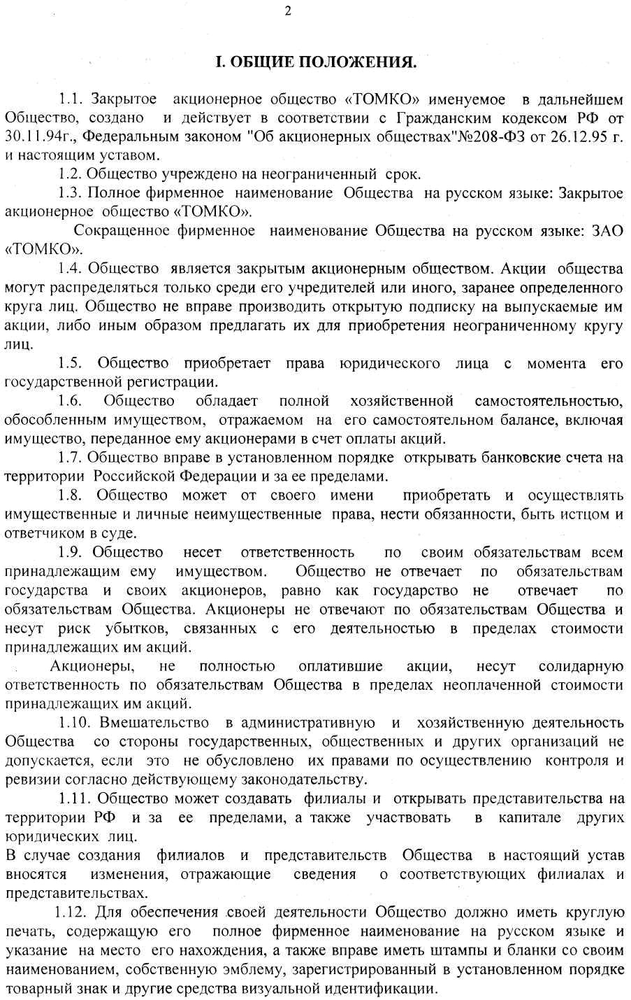 2
I. ОБЩИЕ ПОЛОЖЕНИЯ.
1.1. Закрытое акционерное общество «ТОМКО» именуемое в дальнейшем
Общество, создано и действует в соответствии с Гражданским кодексом РФ от
30.11.94г., Федеральным законом "Об акционерных обществах"№208-ФЗ от 26.12.95 г.
и настоящим уставом.
1.2. Общество учреждено на неограниченный срок.
1.3. Полное фирменное наименование Общества на русском языке: Закрытое
акционерное общество «ТОМКО».
Сокращенное фирменное наименование Общества на русском языке: ЗАО
«ТОМКО».
1.4. Общество является закрытым акционерным обществом. Акции общества
могут распределяться только среди его учредителей или иного, заранее определенного
круга лиц. Общество не вправе производить открытую подписку на выпускаемые им
акции, либо иным образом предлагать их для приобретения неограниченному кругу
лиц.
1.5. Общество приобретает права юридического лица с момента его
государственной регистрации.
1.6. Общество обладает полной хозяйственной самостоятельностью,
обособленным имуществом, отражаемом на его самостоятельном балансе, включая
имущество, переданное ему акционерами в счет оплаты акций.
1.7. Общество вправе в установленном порядке открывать банковские счета на
территории Российской Федерации и за ее пределами.
1.8. Общество может от своего имени приобретать и осуществлять
имущественные и личные неимущественные права, нести обязанности, быть истцом и
ответчиком в суде.
1.9. Общество несет ответственность по своим обязательствам всем
принадлежащим ему имуществом. Общество не отвечает по обязательствам
государства и своих акционеров, равно как государство не отвечает по
обязательствам Общества. Акционеры не отвечают по обязательствам Общества и
несут риск убытков, связанных с его деятельностью в пределах стоимости
принадлежащих им акций.
Акционеры, не полностью оплатившие акции, несут солидарную
ответственность по обязательствам Общества в пределах неоплаченной стоимости
принадлежащих им акций.
1.10. Вмешательство в административную и хозяйственную деятельность
Общества со стороны государственных, общественных и других организаций не
допускается, если это не обусловлено их правами по осуществлению контроля и
ревизии согласно действующему законодательству.
1.11. Общество может создавать филиалы и открывать представительства на
территории РФ и за ее пределами, а также участвовать в капитале других
юридических лиц.
В случае создания филиалов и представительств Общества в настоящий устав
вносятся изменения, отражающие сведения о соответствующих филиалах и
представительствах.
1.12. Для обеспечения своей деятельности Общество должно иметь круглую
печать, содержащую его полное фирменное наименование на русском языке и
указание на место его нахождения, а также вправе иметь штампы и бланки со своим
наименованием, собственную эмблему, зарегистрированный в установленном порядке
товарный знак и другие средства визуальной идентификации.